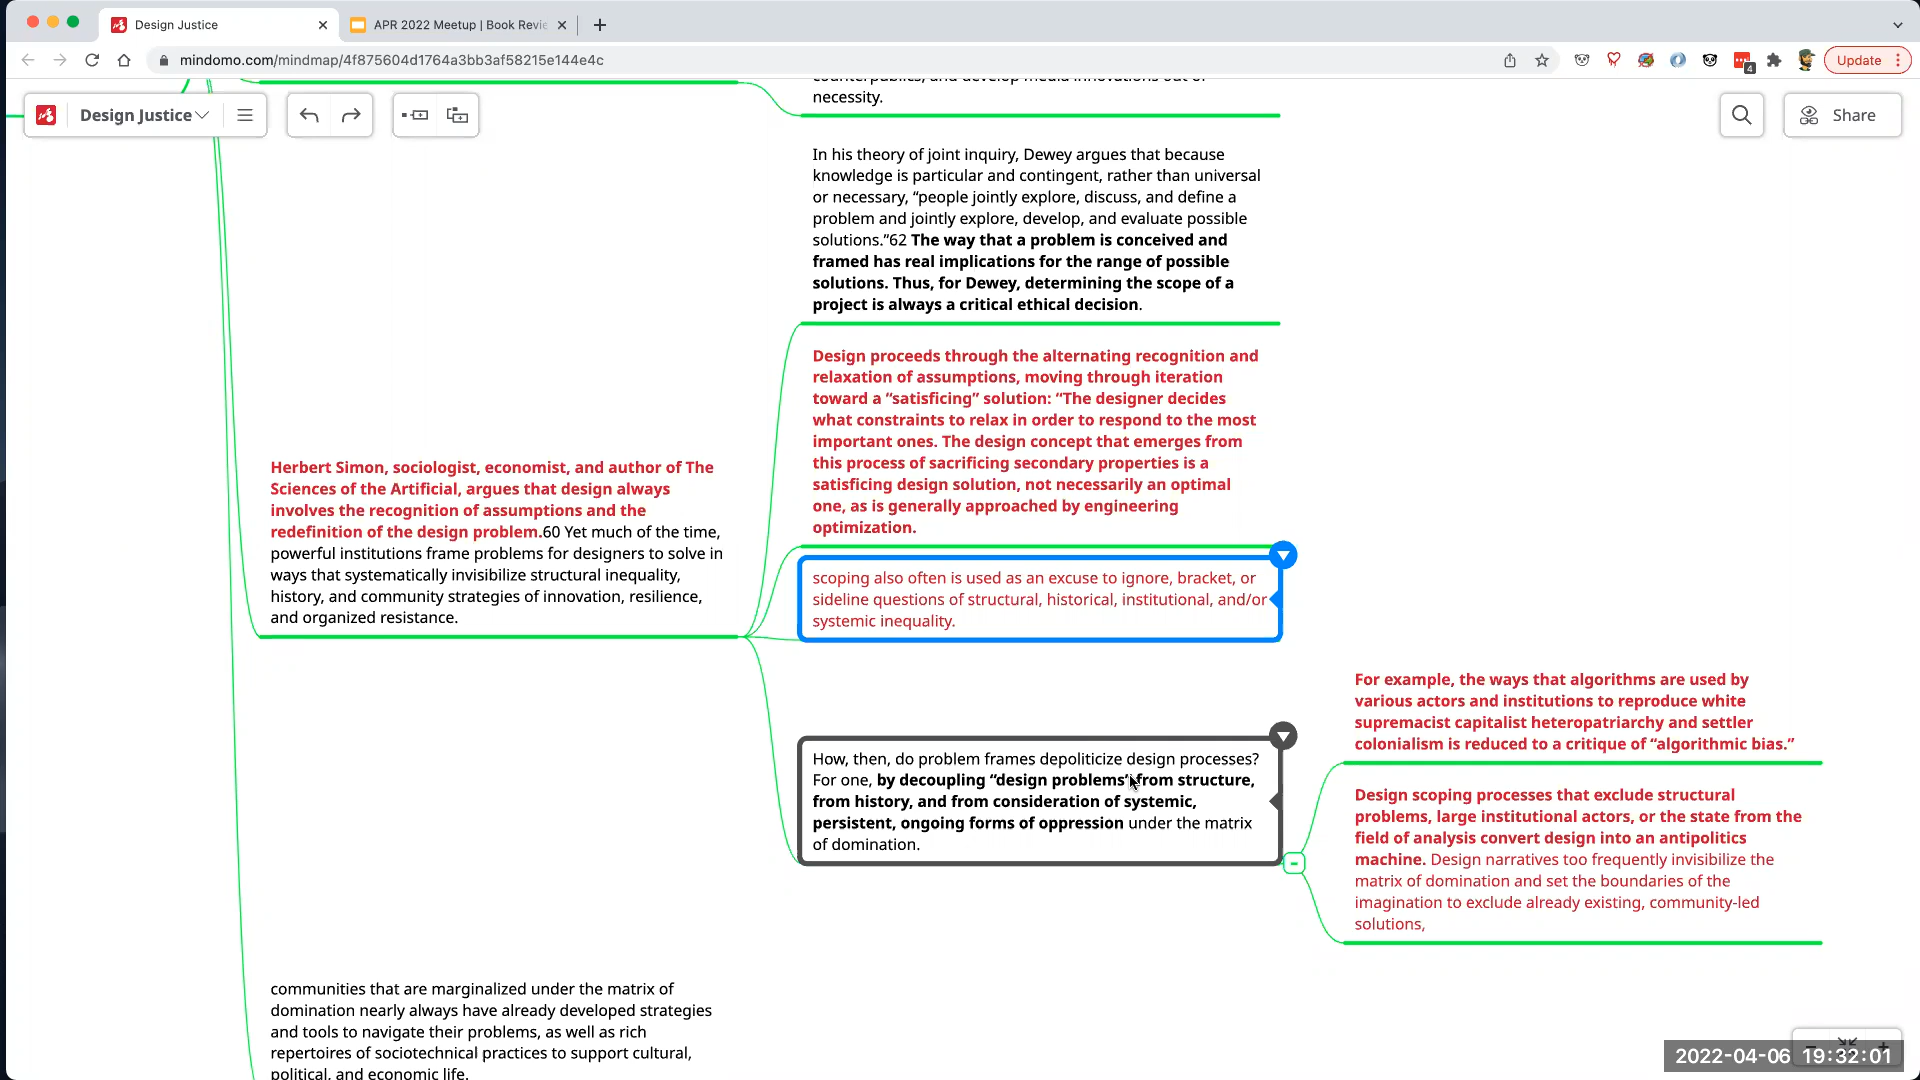 Design Justice
APR 2022 Meetup | Book Revie
mindomo.com/mindmap/4f875604d1764a3bb3af58215e144e4c
4
Update
Design Justice
Share
counterpublics, and develop media innovations out of
necessity.
In his theory of joint inquiry, Dewey argues that because
knowledge is particular and contingent, rather than universal
or necessary, “people jointly explore, discuss, and define a
problem and jointly explore, develop, and evaluate possible
solutions.”62 The way that a problem is conceived and
framed has real implications for the range of possible
solutions. Thus, for Dewey, determining the scope of a
project is always a critical ethical decision.
Design proceeds through the alternating recognition and
relaxation of assumptions, moving through iteration
toward a “satisficing” solution: “The designer decides
what constraints to relax in order to respond to the most
important ones. The design concept that emerges from
this process of sacrificing secondary properties is a
satisficing design solution, not necessarily an optimal
one, as is generally approached by engineering
optimization.
Herbert Simon, sociologist, economist, and author of The
Sciences of the Artificial, argues that design always
involves the recognition of assumptions and the
redefinition of the design problem.60 Yet much of the time,
powerful institutions frame problems for designers to solve in
ways that systematically invisibilize structural inequality,
history, and community strategies of innovation, resilience,
and organized resistance.
scoping also often is used as an excuse to ignore, bracket, or
sideline questions of structural, historical, institutional, and/or
systemic inequality.
How, then, do problem frames depoliticize design processes?
For one, by decoupling “design problems” from structure,
from history, and from consideration of systemic,
persistent, ongoing forms of oppression under the matrix
of domination.
For example, the ways that algorithms are used by
various actors and institutions to reproduce white
supremacist capitalist heteropatriarchy and settler
colonialism is reduced to a critique of “algorithmic bias.”
Design scoping processes that exclude structural
problems, large institutional actors, or the state from the
field of analysis convert design into an antipolitics
machine. Design narratives too frequently invisibilize the
matrix of domination and set the boundaries of the
imagination to exclude already existing, community-led
solutions,
communities that are marginalized under the matrix of
domination nearly always have already developed strategies
and tools to navigate their problems, as well as rich
repertoires of sociotechnical practices to support cultural,
political, and economic life.
2022-04-06 19:32:01